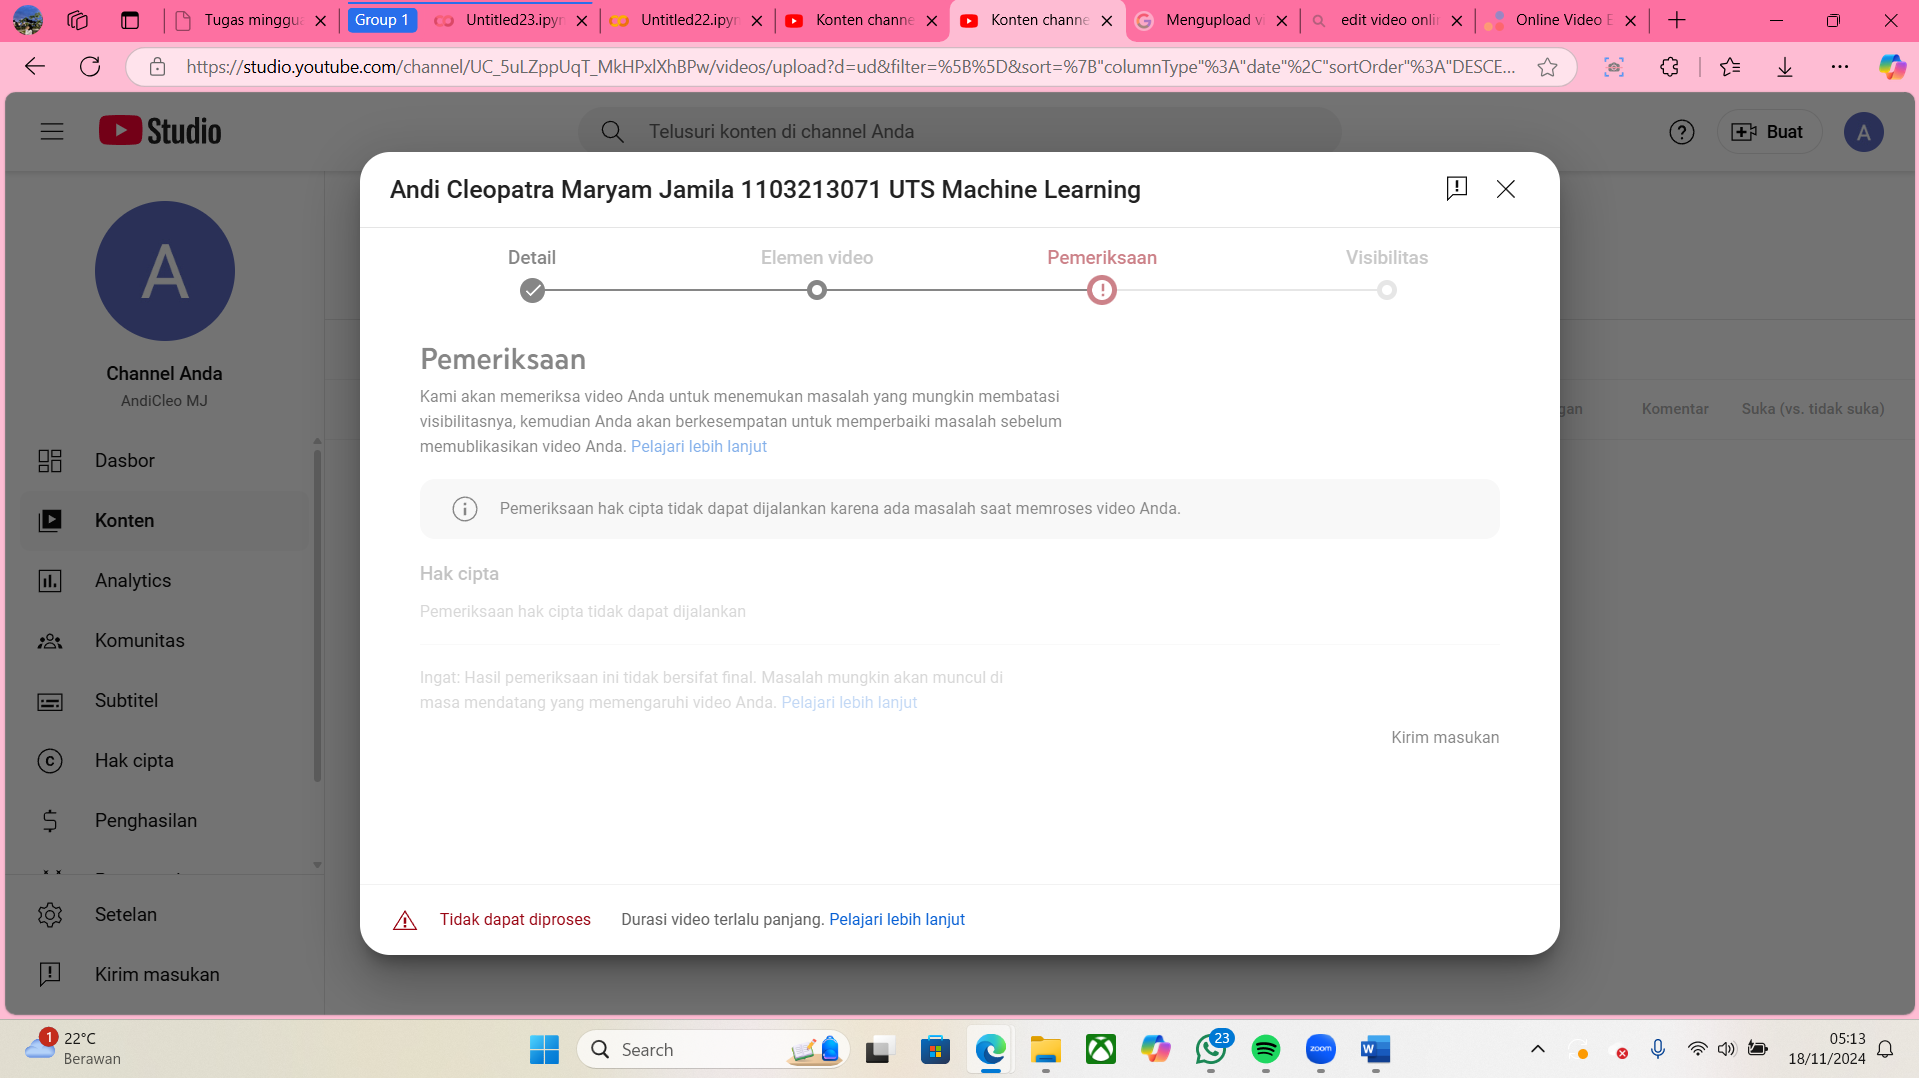 Tugas minggu
Group 1
Untitled23.ipyn
Untitled22.ipyn
Konten channe
Konten channe
Mengupload v
edit video onli
Online Video E
https://studio.youtube.com/channel/UC_5uLZppUqT_MkHPxlXhBPw/videos/upload?d=ud&filter=%5B%5D&sort=%7B"columnType"%3A"date"%2C"sortOrder"%3A"DESCE...
Studio
Telusuri konten di channel Anda
Buat
A
A
Channel Anda
AndiCleo MJ
Dasbor
Konten
Analytics
Komunitas
Subtitel
Hak cipta
Penghasilan
Setelan
Kirim masukan
Andi Cleopatra Maryam Jamila 1103213071 UTS Machine Learning
Detail
Elemen video
Pemeriksaan
Visibilitas
Pemeriksaan
Kami akan memeriksa video Anda untuk menemukan masalah yang mungkin membatasi
visibilitasnya, kemudian Anda akan berkesempatan untuk memperbaiki masalah sebelum
memublikasikan video Anda. Pelajari lebih lanjut
Pemeriksaan hak cipta tidak dapat dijalankan karena ada masalah saat memroses video Anda.
Hak cipta
Pemeriksaan hak cipta tidak dapat dijalankan
Ingat: Hasil pemeriksaan ini tidak bersifat final. Masalah mungkin akan muncul di
masa mendatang yang memengaruhi video Anda. Pelajari lebih lanjut
Kirim masukan
Tidak dapat diproses
Durasi video terlalu panjang. Pelajari lebih lanjut
gan
Komentar
Suka (vs. tidak suka)
1
22°C
Berawan
Search
23
zoom
05:13
18/11/2024